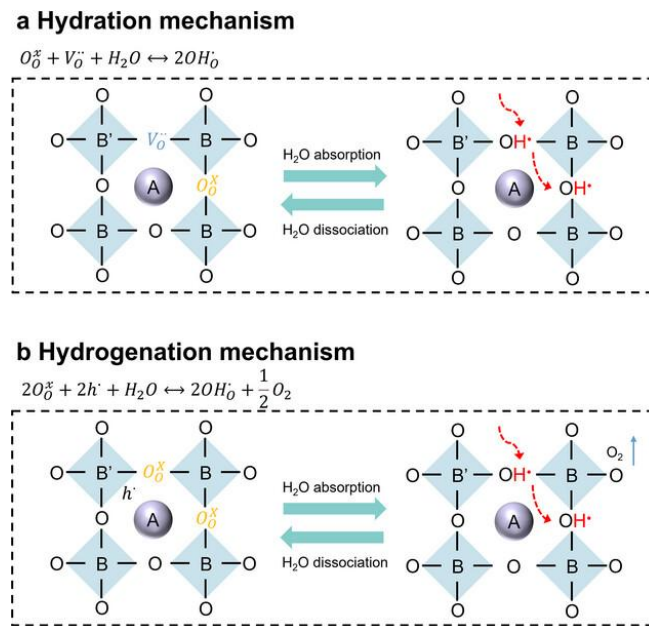 a Hydration mechanism
O_O^x + V_O^{··} + H_2O ↔ 2OH_O^·
O O O O
O B' V_O^{··} B O O B' OH• B O
H₂O absorption
O A O_O^X O A OH•
H₂O dissociation
O B O B O O B O B O
O O O O
b Hydrogenation mechanism
2O_O^x + 2h^· + H_2O ↔ 2OH_O^· + 1/2 O_2
O O O O O₂
O B' O_O^X B O O B' OH• B O
h^·
H₂O absorption
O A O_O^X O A OH•
H₂O dissociation
O B O B O O B O B O
O O O O